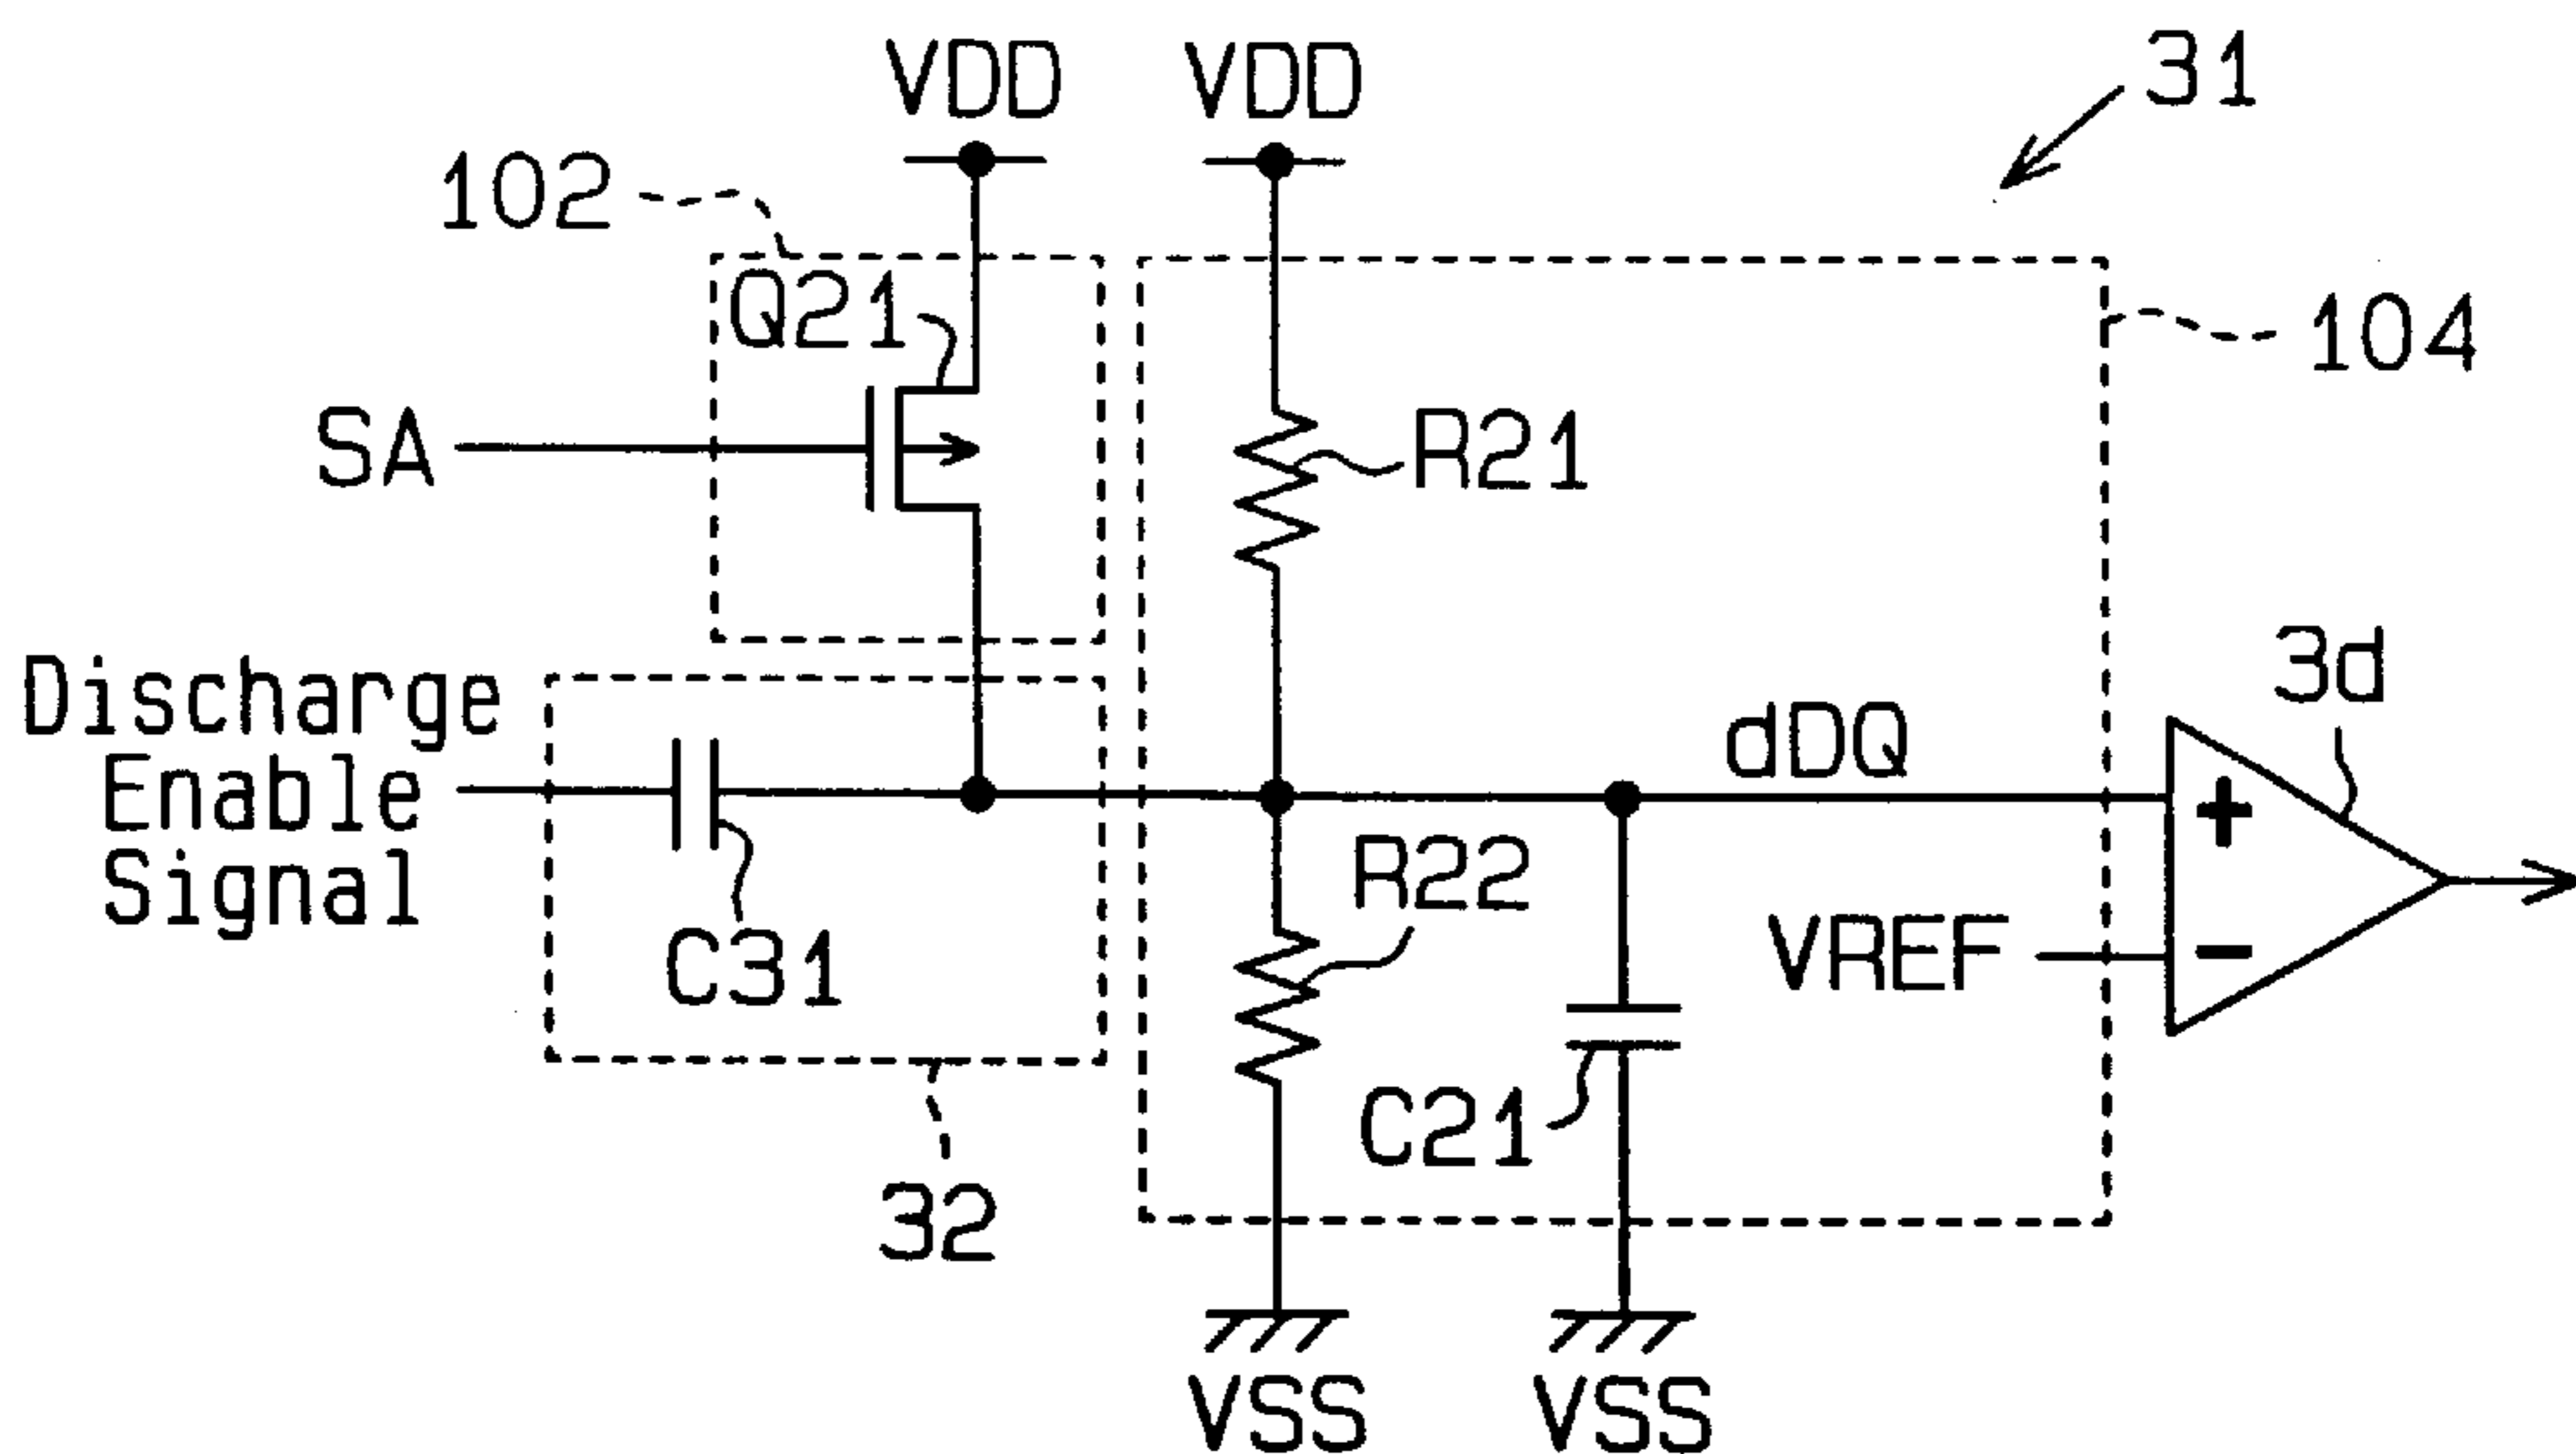 VDD
VDD
31
102
Q21
104
SA
R21
Discharge
Enable
Signal
3d
dDQ
+
R22
VREF
−
C31
C21
32
VSS
VSS